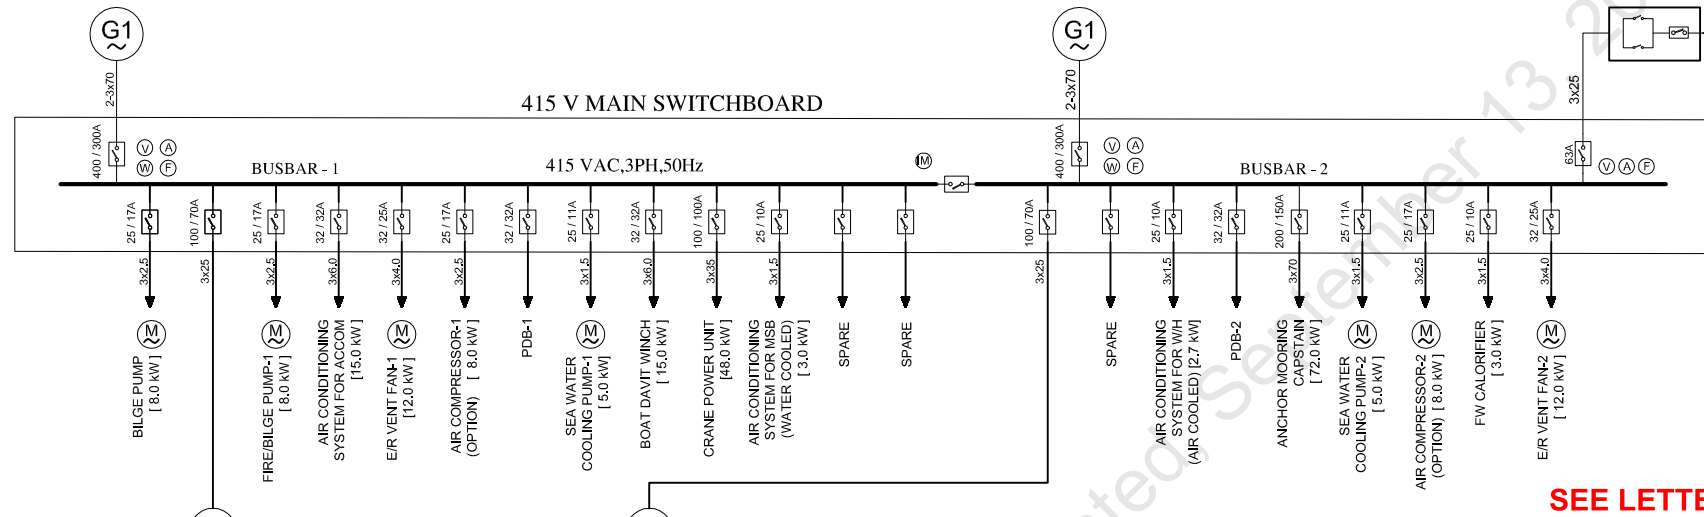 G1
G1
2-3x70
2-3x70
3x25
415 V MAIN SWITCHBOARD
400 / 300A
V A
W F
BUSBAR - 1
415 VAC,3PH,50Hz
IM
400 / 300A
V A
W F
BUSBAR - 2
63A
V A F
25 / 17A
100 / 70A
25 / 17A
32 / 32A
32 / 25A
25 / 17A
32 / 32A
25 / 11A
32 / 32A
100 / 100A
25 / 10A
100 / 70A
25 / 10A
32 / 32A
200 / 150A
25 / 11A
25 / 17A
25 / 10A
32 / 25A
3x2.5
3x25
3x2.5
3x6.0
3x4.0
3x2.5
3x1.5
3x6.0
3x35
3x1.5
3x25
3x1.5
3x70
3x1.5
3x2.5
3x1.5
3x4.0
M
BILGE PUMP
[ 8.0 kW ]
M
FIRE/BILGE PUMP-1
[ 8.0 kW ]
AIR CONDITIONING
SYSTEM FOR ACCOM
[15.0 kW ]
M
E/R VENT FAN-1
[12.0 kW ]
AIR COMPRESSOR-1
(OPTION) [ 8.0 kW ]
PDB-1
M
SEA WATER
COOLING PUMP-1
[ 5.0 kW]
BOAT DAVIT WINCH
[ 15.0 kW ]
CRANE POWER UNIT
[48.0 kW ]
AIR CONDITIONING
SYSTEM FOR MSB
(WATER COOLED)
[ 3.0 kW ]
SPARE
SPARE
SPARE
AIR CONDITIONING
SYSTEM FOR W/H
(AIR COOLED) [2.7 kW]
PDB-2
ANCHOR MOORING
CAPSTAIN
[ 72.0 kW ]
M
SEA WATER
COOLING PUMP-2
[ 5.0 kW]
M
AIR COMPRESSOR-2
(OPTION) [ 8.0 kW ]
FW CALORIFIER
[ 3.0 kW ]
M
E/R VENT FAN-2
[ 12.0 kW ]
ted, September 13, 20
SEE LETTE